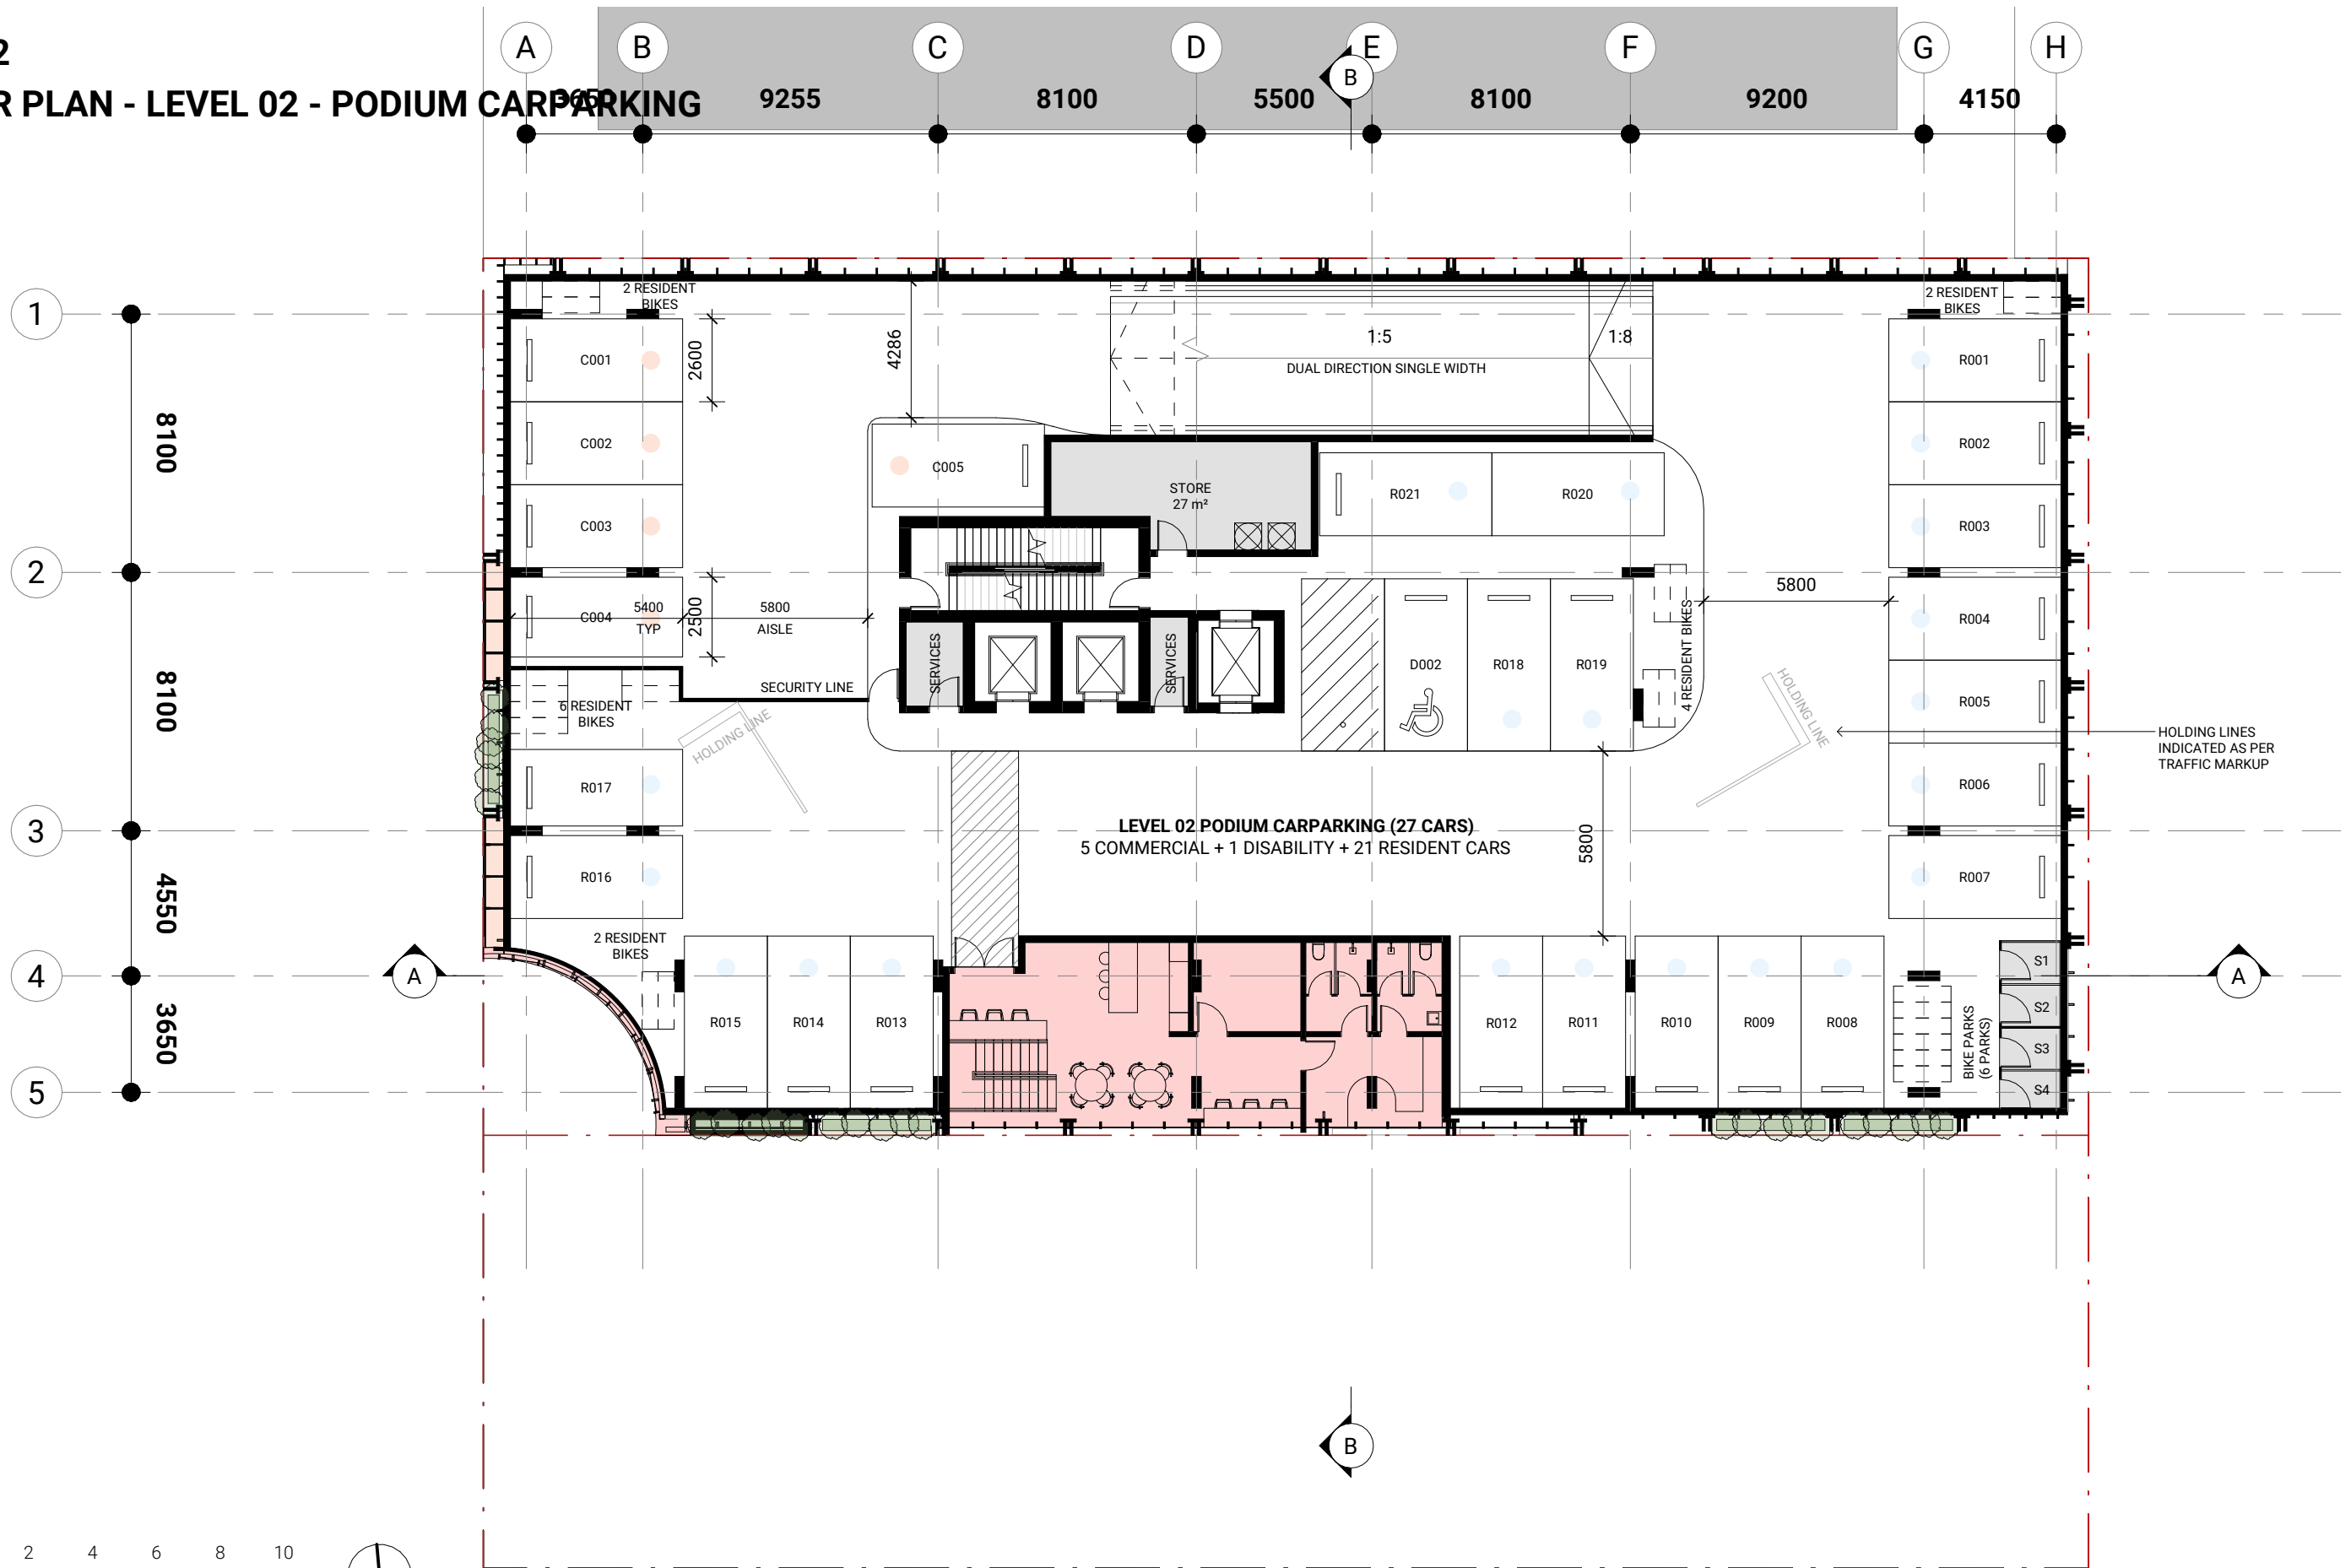 2
R PLAN - LEVEL 02 - PODIUM CARPARKING
A
B
C
D
E
F
G
H
B
3650
9255
8100
5500
8100
9200
4150
1
2
3
4
5
8100
8100
4550
3650
2 RESIDENT
BIKES
2 RESIDENT
BIKES
C001
2600
4286
1:5
1:8
DUAL DIRECTION SINGLE WIDTH
R001
C002
R002
C005
C003
STORE
27 m²
R021
R020
R003
C004
5400
TYP
2500
5800
AISLE
5800
R004
SERVICES
SERVICES
D002
R018
R019
4 RESIDENT BIKES
SECURITY LINE
6 RESIDENT
BIKES
HOLDING LINE
HOLDING LINE
R005
HOLDING LINES
INDICATED AS PER
TRAFFIC MARKUP
R017
R006
LEVEL 02 PODIUM CARPARKING (27 CARS)
5 COMMERCIAL + 1 DISABILITY + 21 RESIDENT CARS
5800
R016
R007
2 RESIDENT
BIKES
A
A
S1
S2
S3
S4
R015
R014
R013
R012
R011
R010
R009
R008
BIKE PARKS
(6 PARKS)
B
2
4
6
8
10